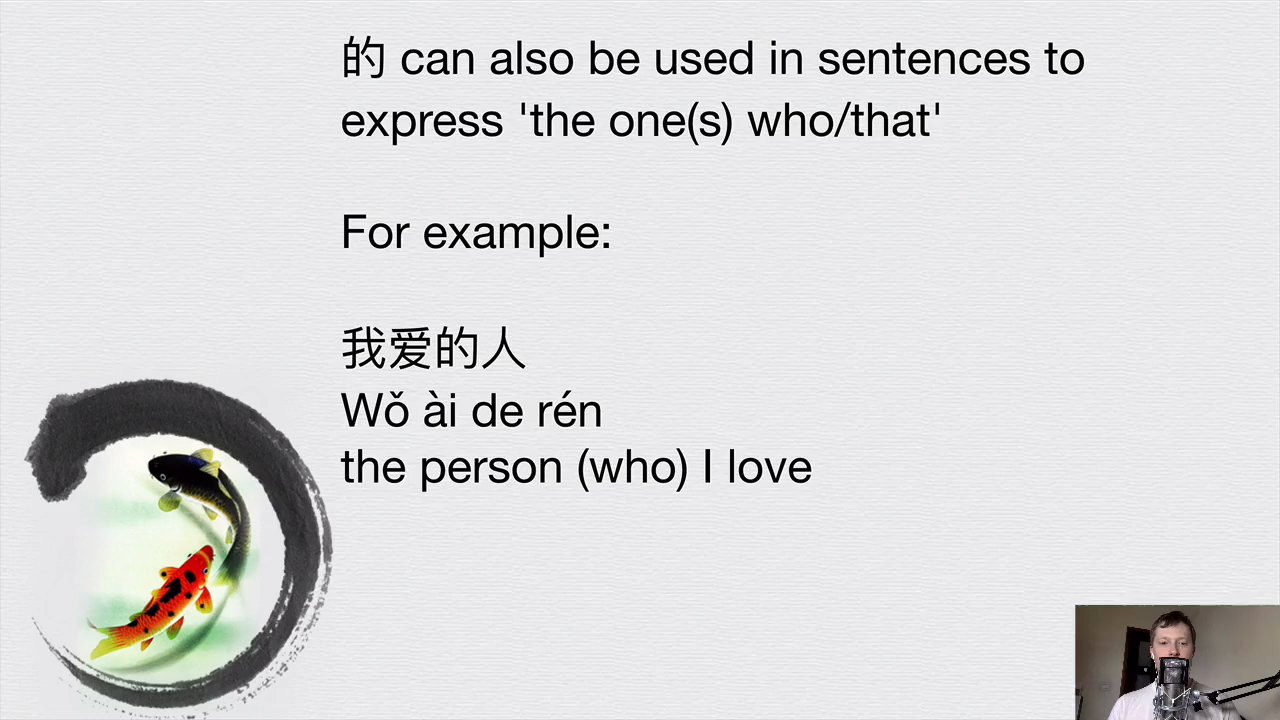 的 can also be used in sentences to
express 'the one(s) who/that'
For example:
我爱的人
Wǒ ài de rén
the person (who) I love